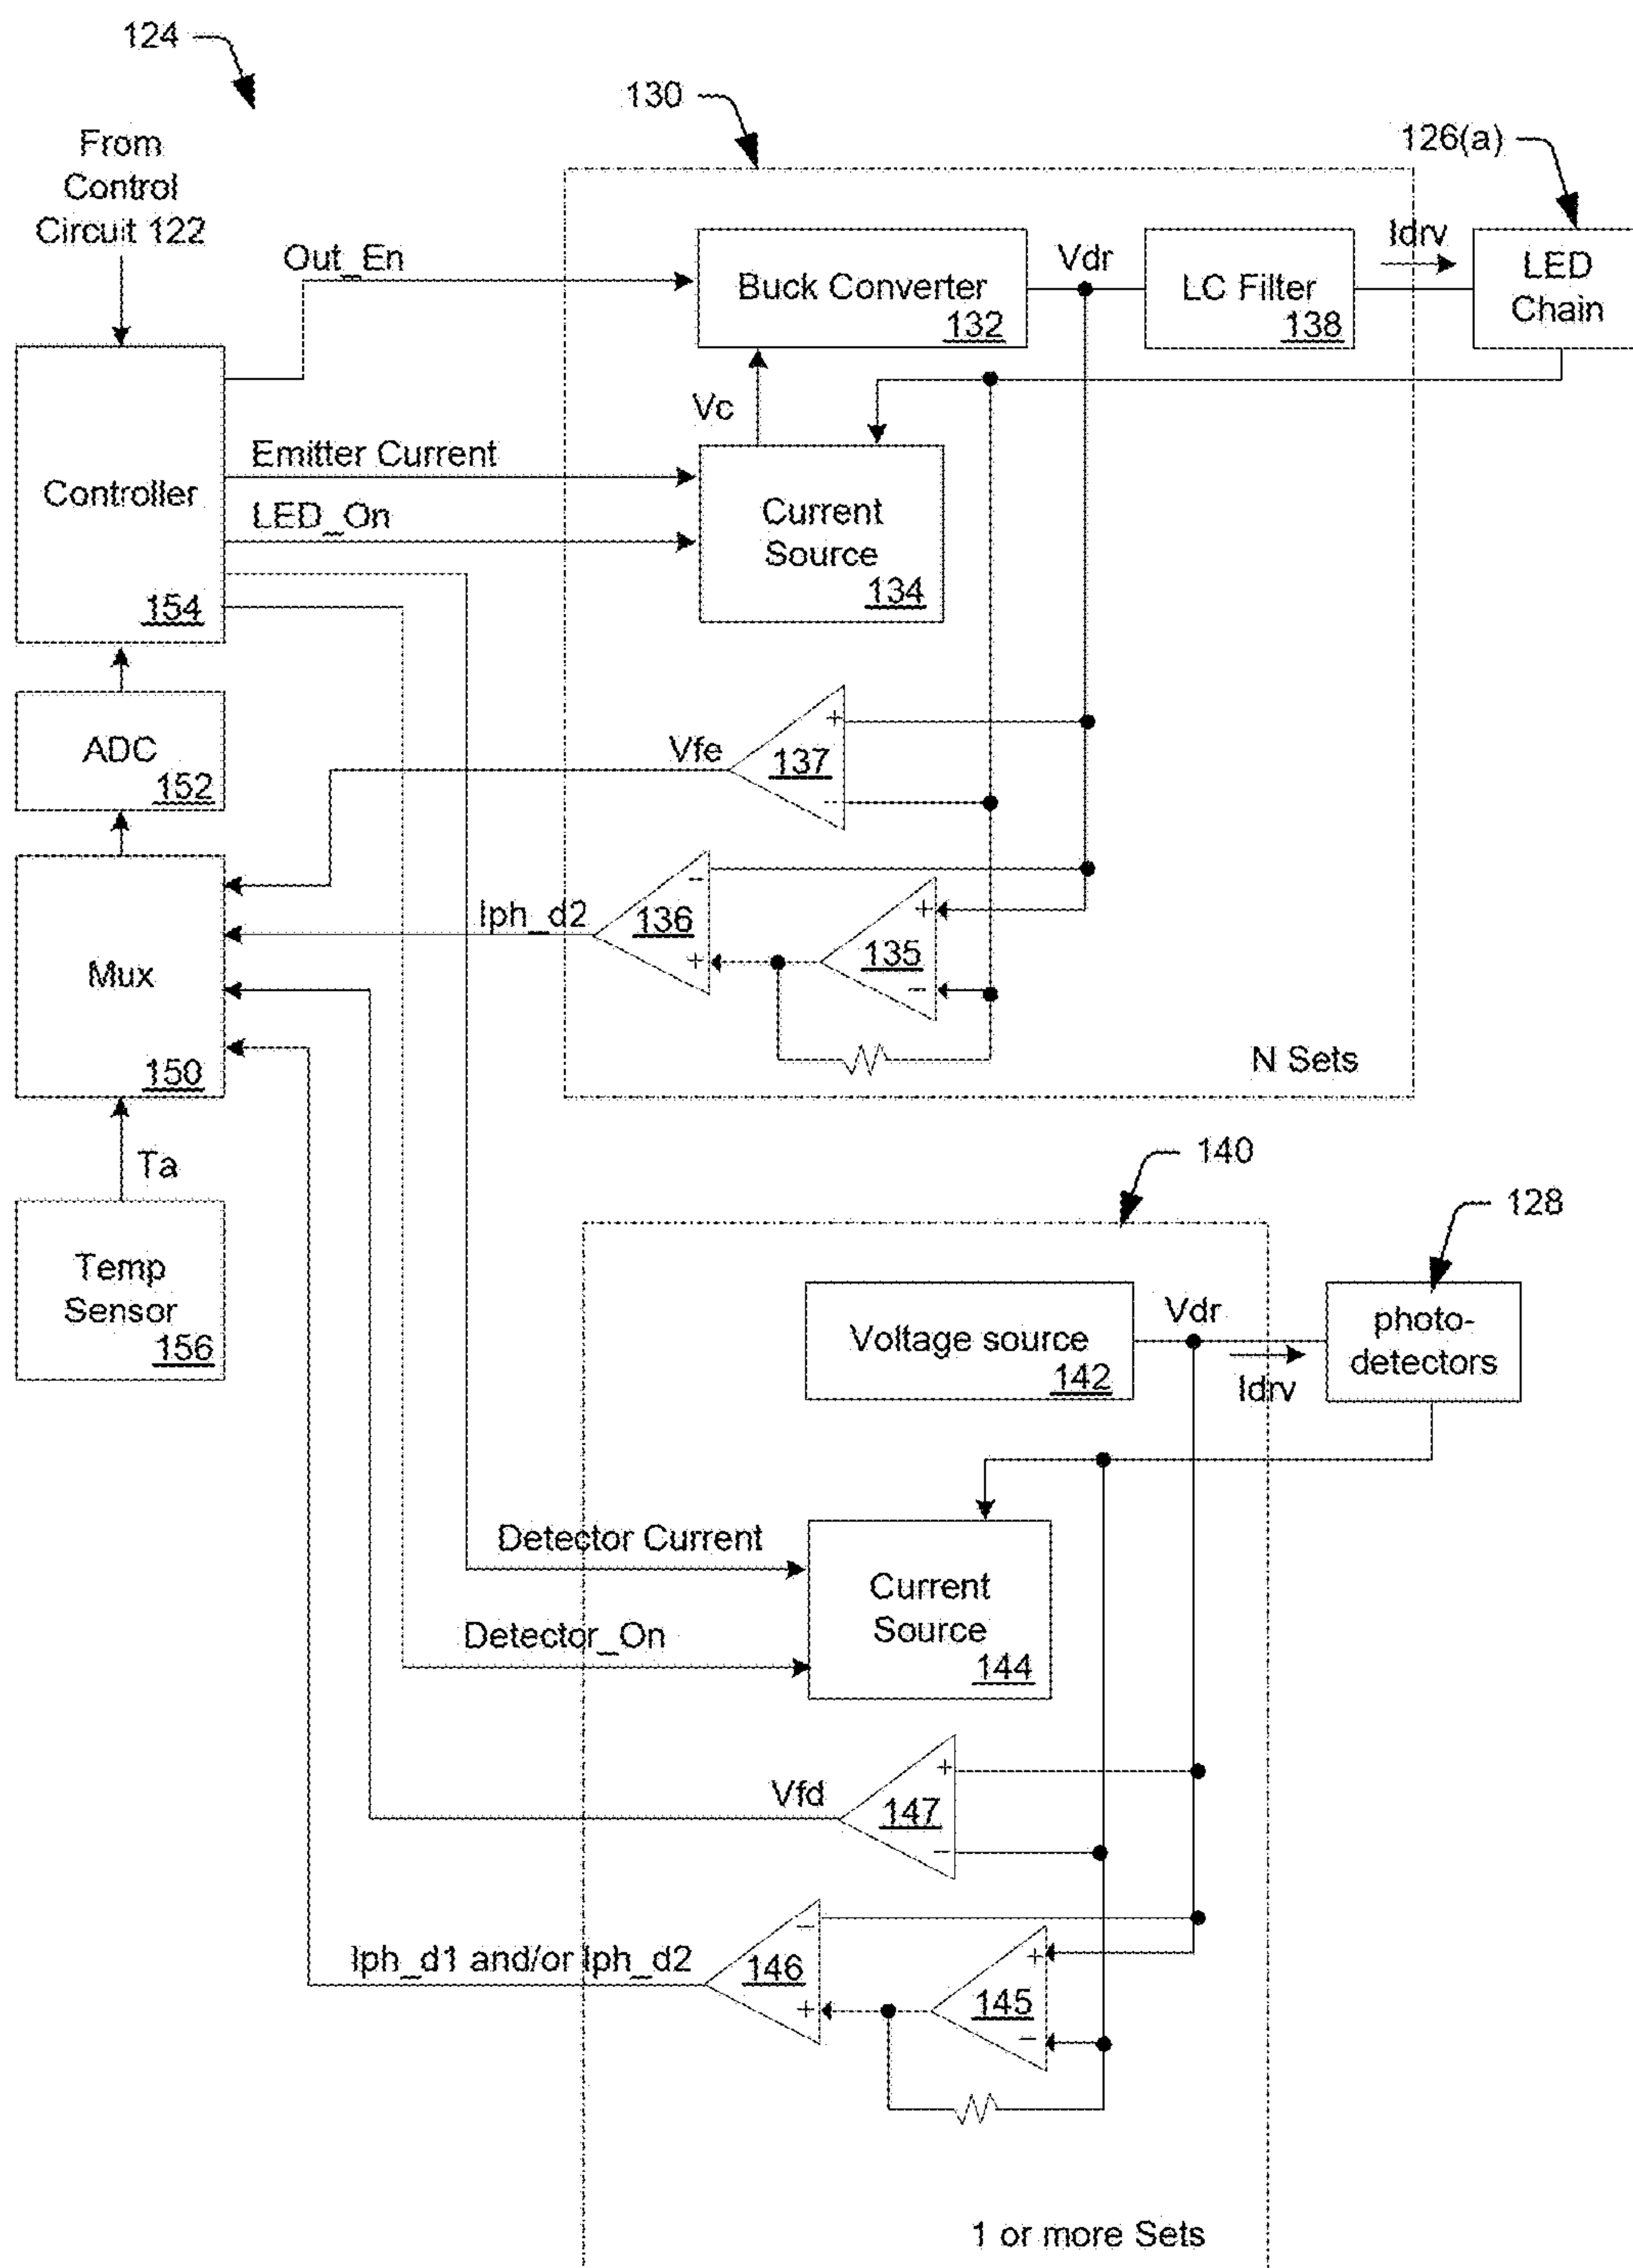 124
From
Control
Circuit 122
130
126(a)
Out_En
Buck Converter
132
Vdr
LC Filter
138
Idrv
LED
Chain
Vc
Emitter Current
LED_On
Controller
154
Current
Source
134
ADC
152
Vfe
+
137
-
Mux
150
Iph_d2
-
136
+
+
135
-
N Sets
Ta
Temp
Sensor
156
140
128
Voltage source
142
Vdr
Idrv
photo-
detectors
Detector Current
Detector_On
Current
Source
144
Vfd
+
147
-
Iph_d1 and/or Iph_d2
-
146
+
+
145
-
1 or more Sets